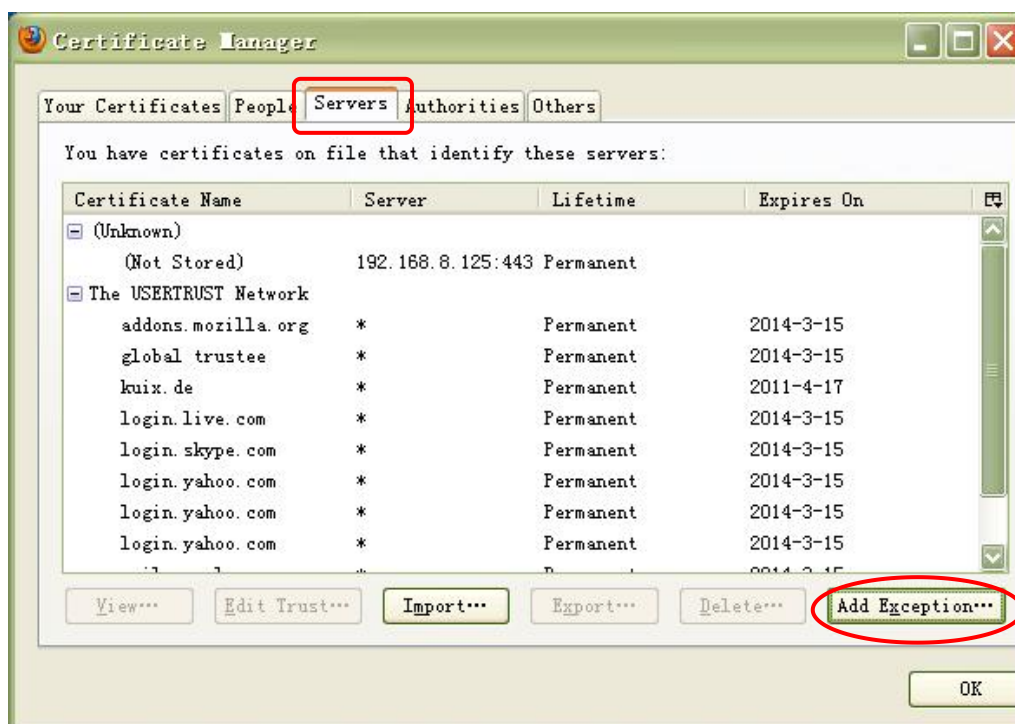 Certificate Manager
Your Certificates People Servers Authorities Others
You have certificates on file that identify these servers:
Certificate Name Server Lifetime Expires On
(Unknown)
(Not Stored) 192.168.8.125:443 Permanent
The USERTRUST Network
addons.mozilla.org * Permanent 2014-3-15
global trustee * Permanent 2014-3-15
kuix.de * Permanent 2011-4-17
login.live.com * Permanent 2014-3-15
login.skype.com * Permanent 2014-3-15
login.yahoo.com * Permanent 2014-3-15
login.yahoo.com * Permanent 2014-3-15
login.yahoo.com * Permanent 2014-3-15
View… Edit Trust… Import… Export… Delete… Add Exception…
OK